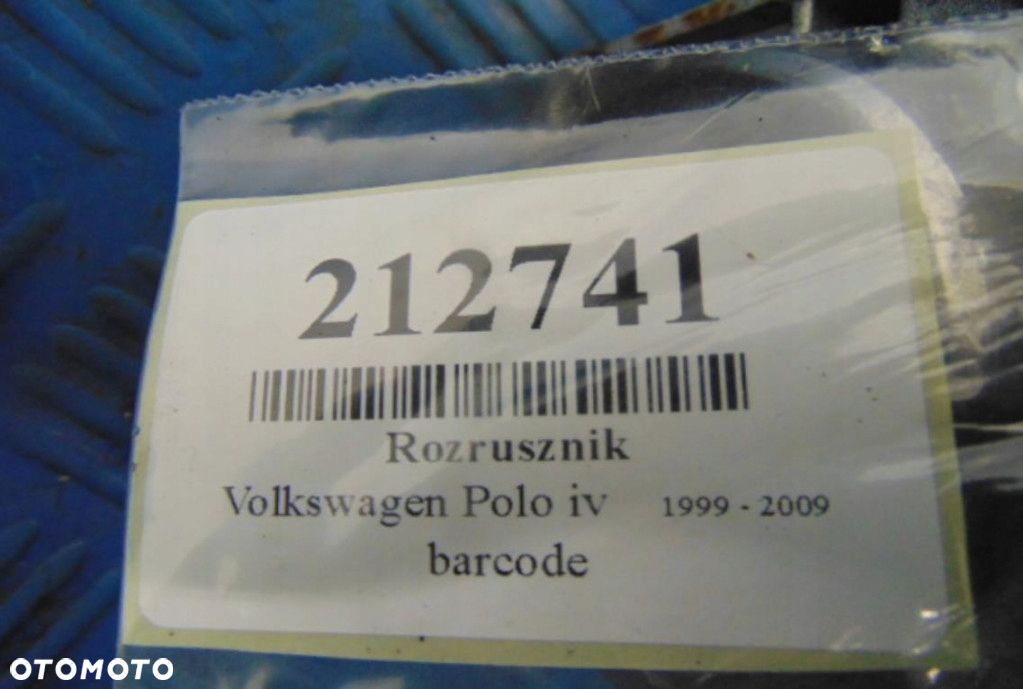 212741
Rozrusznik
Volkswagen Polo iv 1999 - 2009
barcode
OTOMOTO